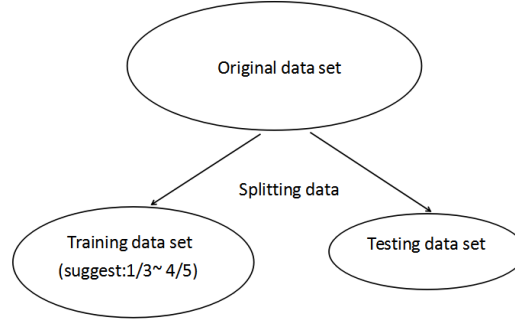 Original data set
Splitting data
Training data set
(suggest:1/3~ 4/5)
Testing data set